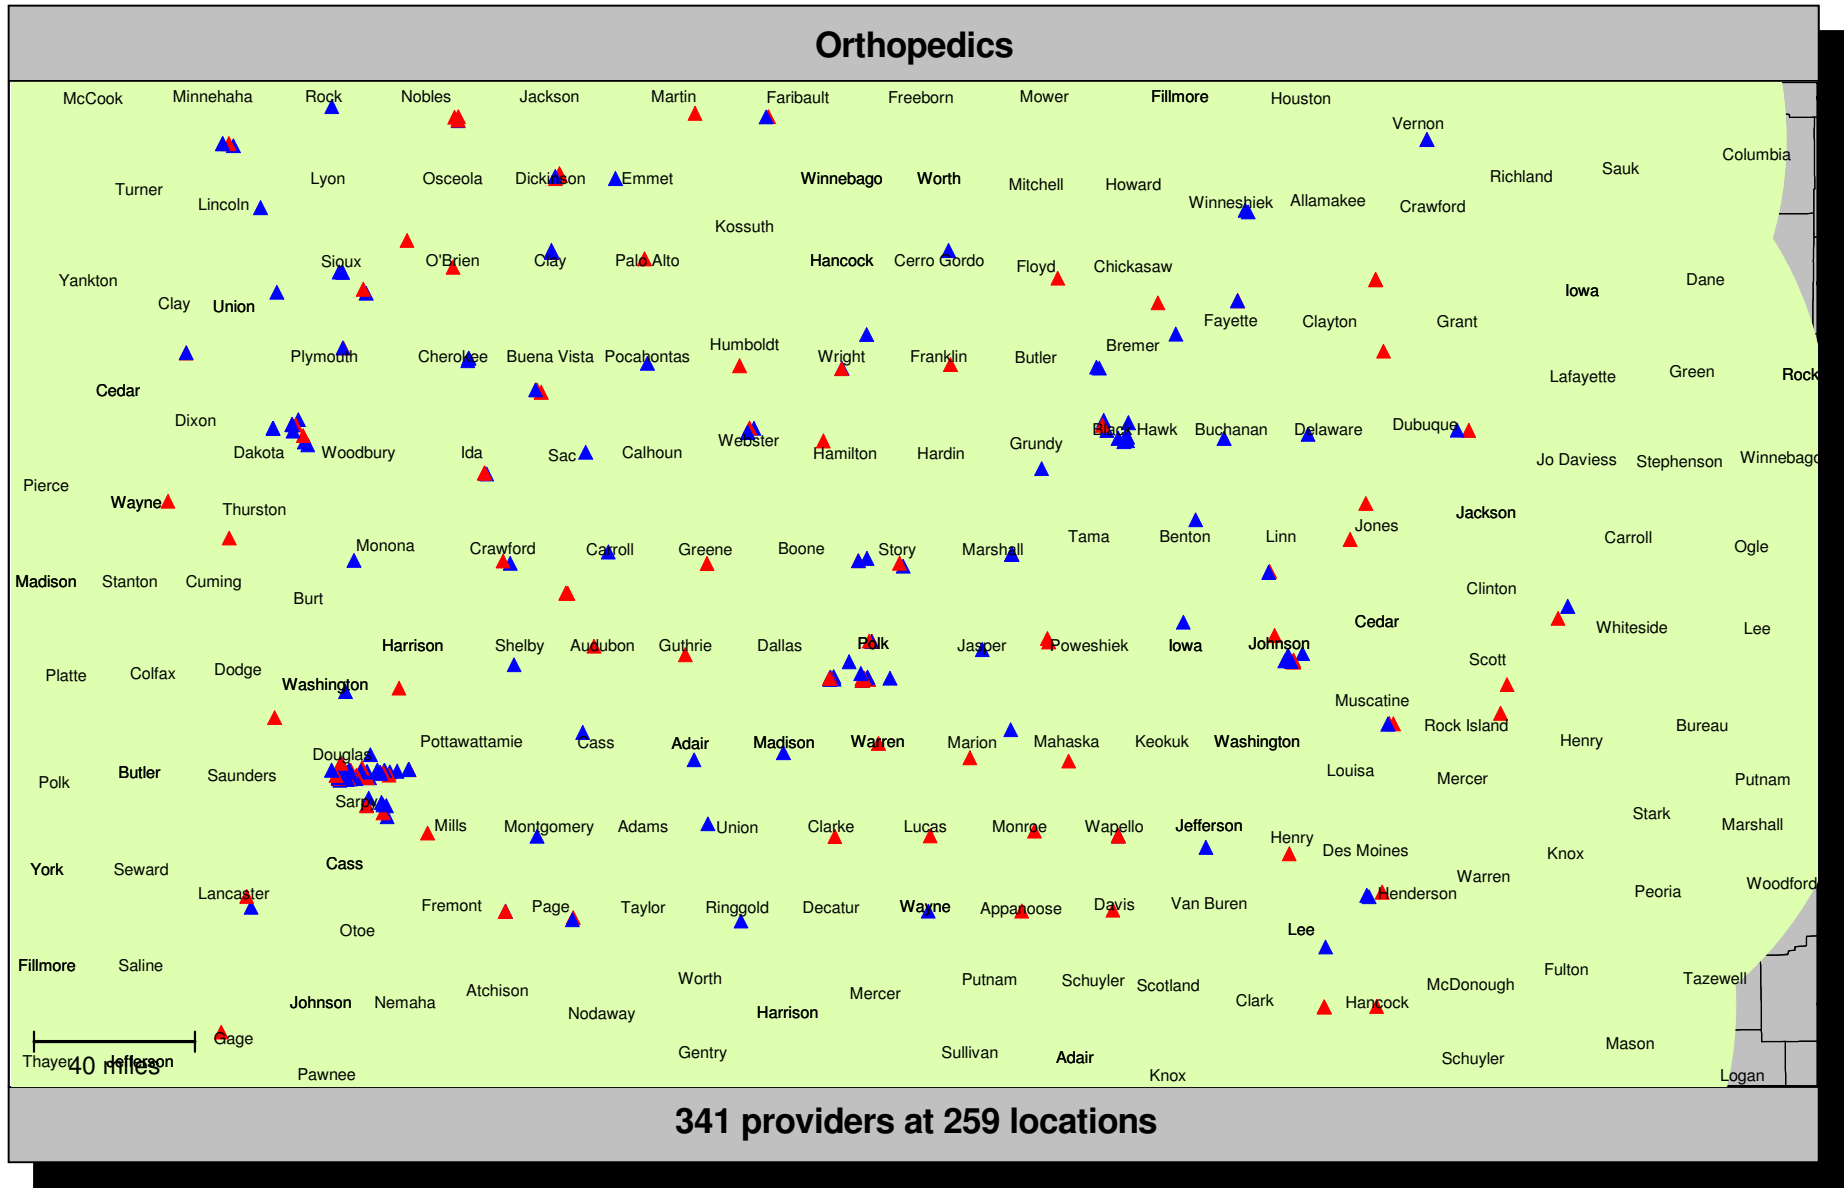 Orthopedics
McCook Minnehaha Rock Nobles Jackson Martin Faribault Freeborn Mower Fillmore Houston
Vernon
Columbia
Turner Lyon Osceola Dickinson Emmet Winnebago Worth Mitchell Howard Richland Sauk
Lincoln Winneshiek Allamakee Crawford
Kossuth
Yankton Sioux O'Brien Clay Palo Alto Hancock Cerro Gordo Floyd Chickasaw Dane
Clay Union Iowa
Fayette Clayton Grant
Plymouth Cherokee Buena Vista Pocahontas Humboldt Wright Franklin Butler Bremer
Cedar Lafayette Green Rock
Dixon Webster Black Hawk Buchanan Delaware Dubuque
Dakota Woodbury Ida Sac Calhoun Hamilton Hardin Grundy Jo Daviess Stephenson Winnebago
Pierce
Wayne Thurston Jackson
Monona Crawford Carroll Greene Boone Story Marshall Tama Benton Linn Jones Carroll Ogle
Madison Stanton Cuming Burt Clinton
Harrison Shelby Audubon Guthrie Dallas Polk Jasper Poweshiek Iowa Johnson Cedar Whiteside Lee
Platte Colfax Dodge Washington Scott
Muscatine
Douglas Pottawattamie Cass Adair Madison Warren Marion Mahaska Keokuk Washington Rock Island Henry Bureau
Polk Butler Saunders Louisa Mercer Putnam
Sarpy Mills Montgomery Adams Union Clarke Lucas Monroe Wapello Jefferson Henry Stark Marshall
York Seward Cass Des Moines Knox
Lancaster Warren Henderson Peoria Woodford
Fremont Page Taylor Ringgold Decatur Wayne Appanoose Davis Van Buren
Otoe Lee
Fillmore Saline Worth Putnam Schuyler Scotland McDonough Fulton Tazewell
Johnson Nemaha Atchison Nodaway Harrison Mercer Clark Hancock
Gage Gentry Sullivan Adair Schuyler Mason
Thayer Jefferson
40 miles
Pawnee Knox Logan
341 providers at 259 locations